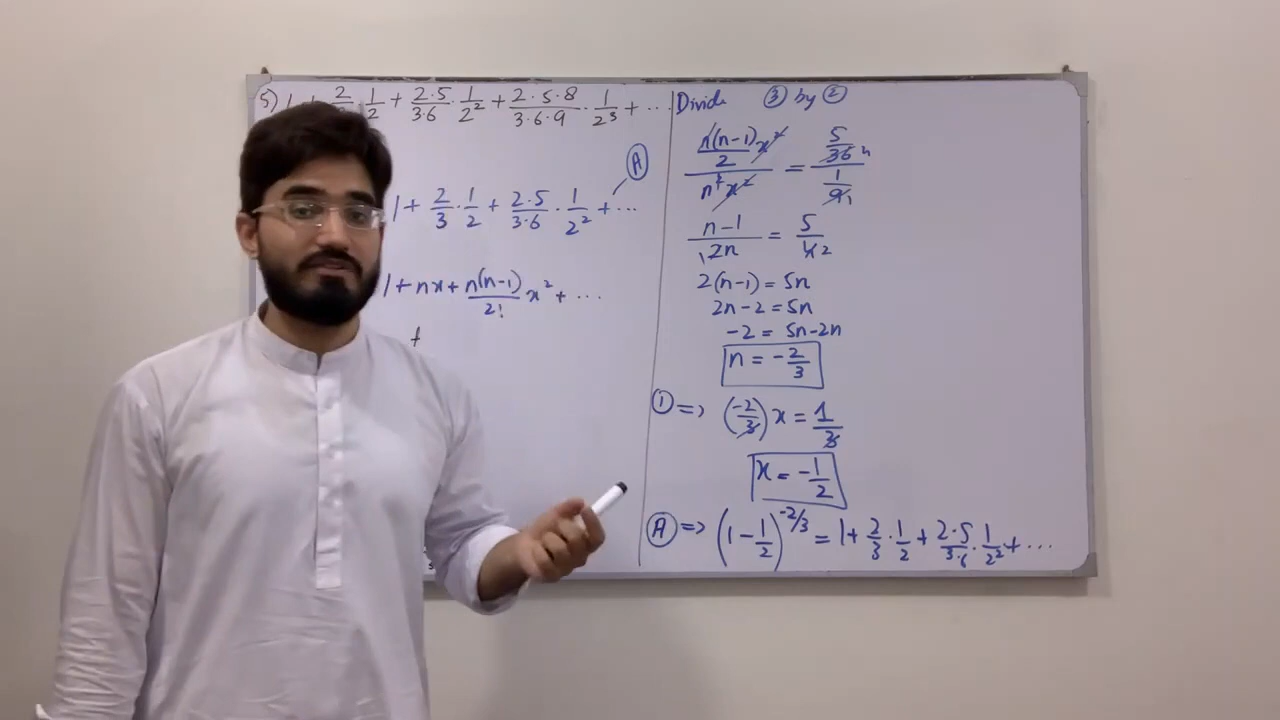 5) 1 + 2/ · 1/2 + 2·5/3·6 · 1/2² + 2·5·8/3·6·9 · 1/2³ + ...
A
1 + 2/3 · 1/2 + 2·5/3·6 · 1/2² + ...
1 + nx + n(n-1)/2! x² + ...
Divide ③ by ②
n(n-1)/2 x² / n²x² = 5/36 / 1/9
n-1/2n = 5/4 2
2(n-1) = 5n
2n-2 = 5n
-2 = 5n-2n
n = -2/3
① => (-2/3) x = 1/3
x = -1/2
A => (1 - 1/2)^-2/3 = 1 + 2/3 · 1/2 + 2·5/3·6 · 1/2² + ...